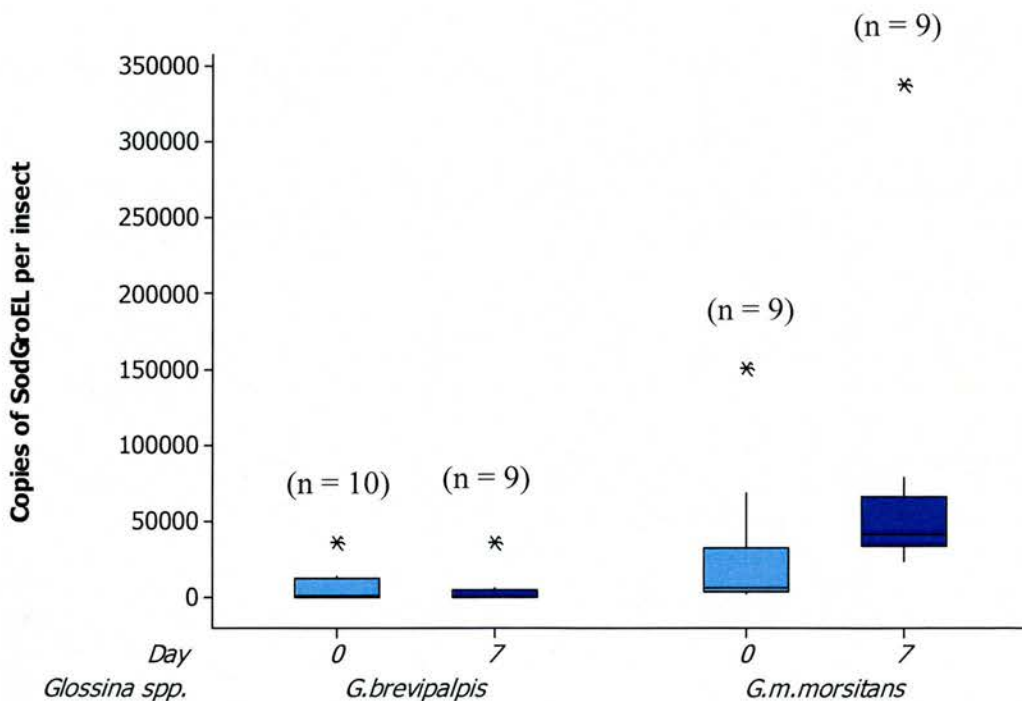 (n = 9)
350000
300000
250000
200000
(n = 9)
150000
100000
(n = 10) (n = 9)
50000
0
Copies of SodGroEL per insect
Day 0 7 0 7
Glossina spp. G.brevipalpis G.m.morsitans